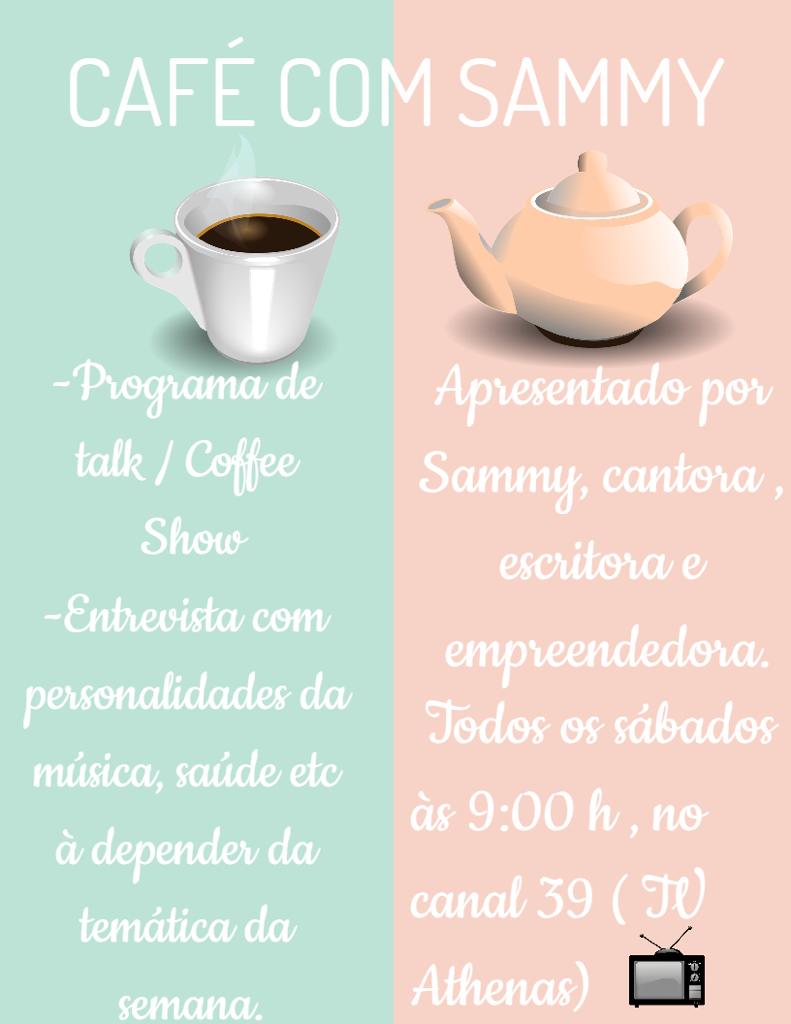 CAFÉ COM SAMMY
-Programa de
talk / Coffee
Show
-Entrevista com
personalidades da
música, saúde etc
à depender da
temática da
semana.
Apresentado por
Sammy, cantora ,
escritora e
empreendedora.
Todos os sábados
às 9:00 h , no
canal 39 ( TV
Athenas)